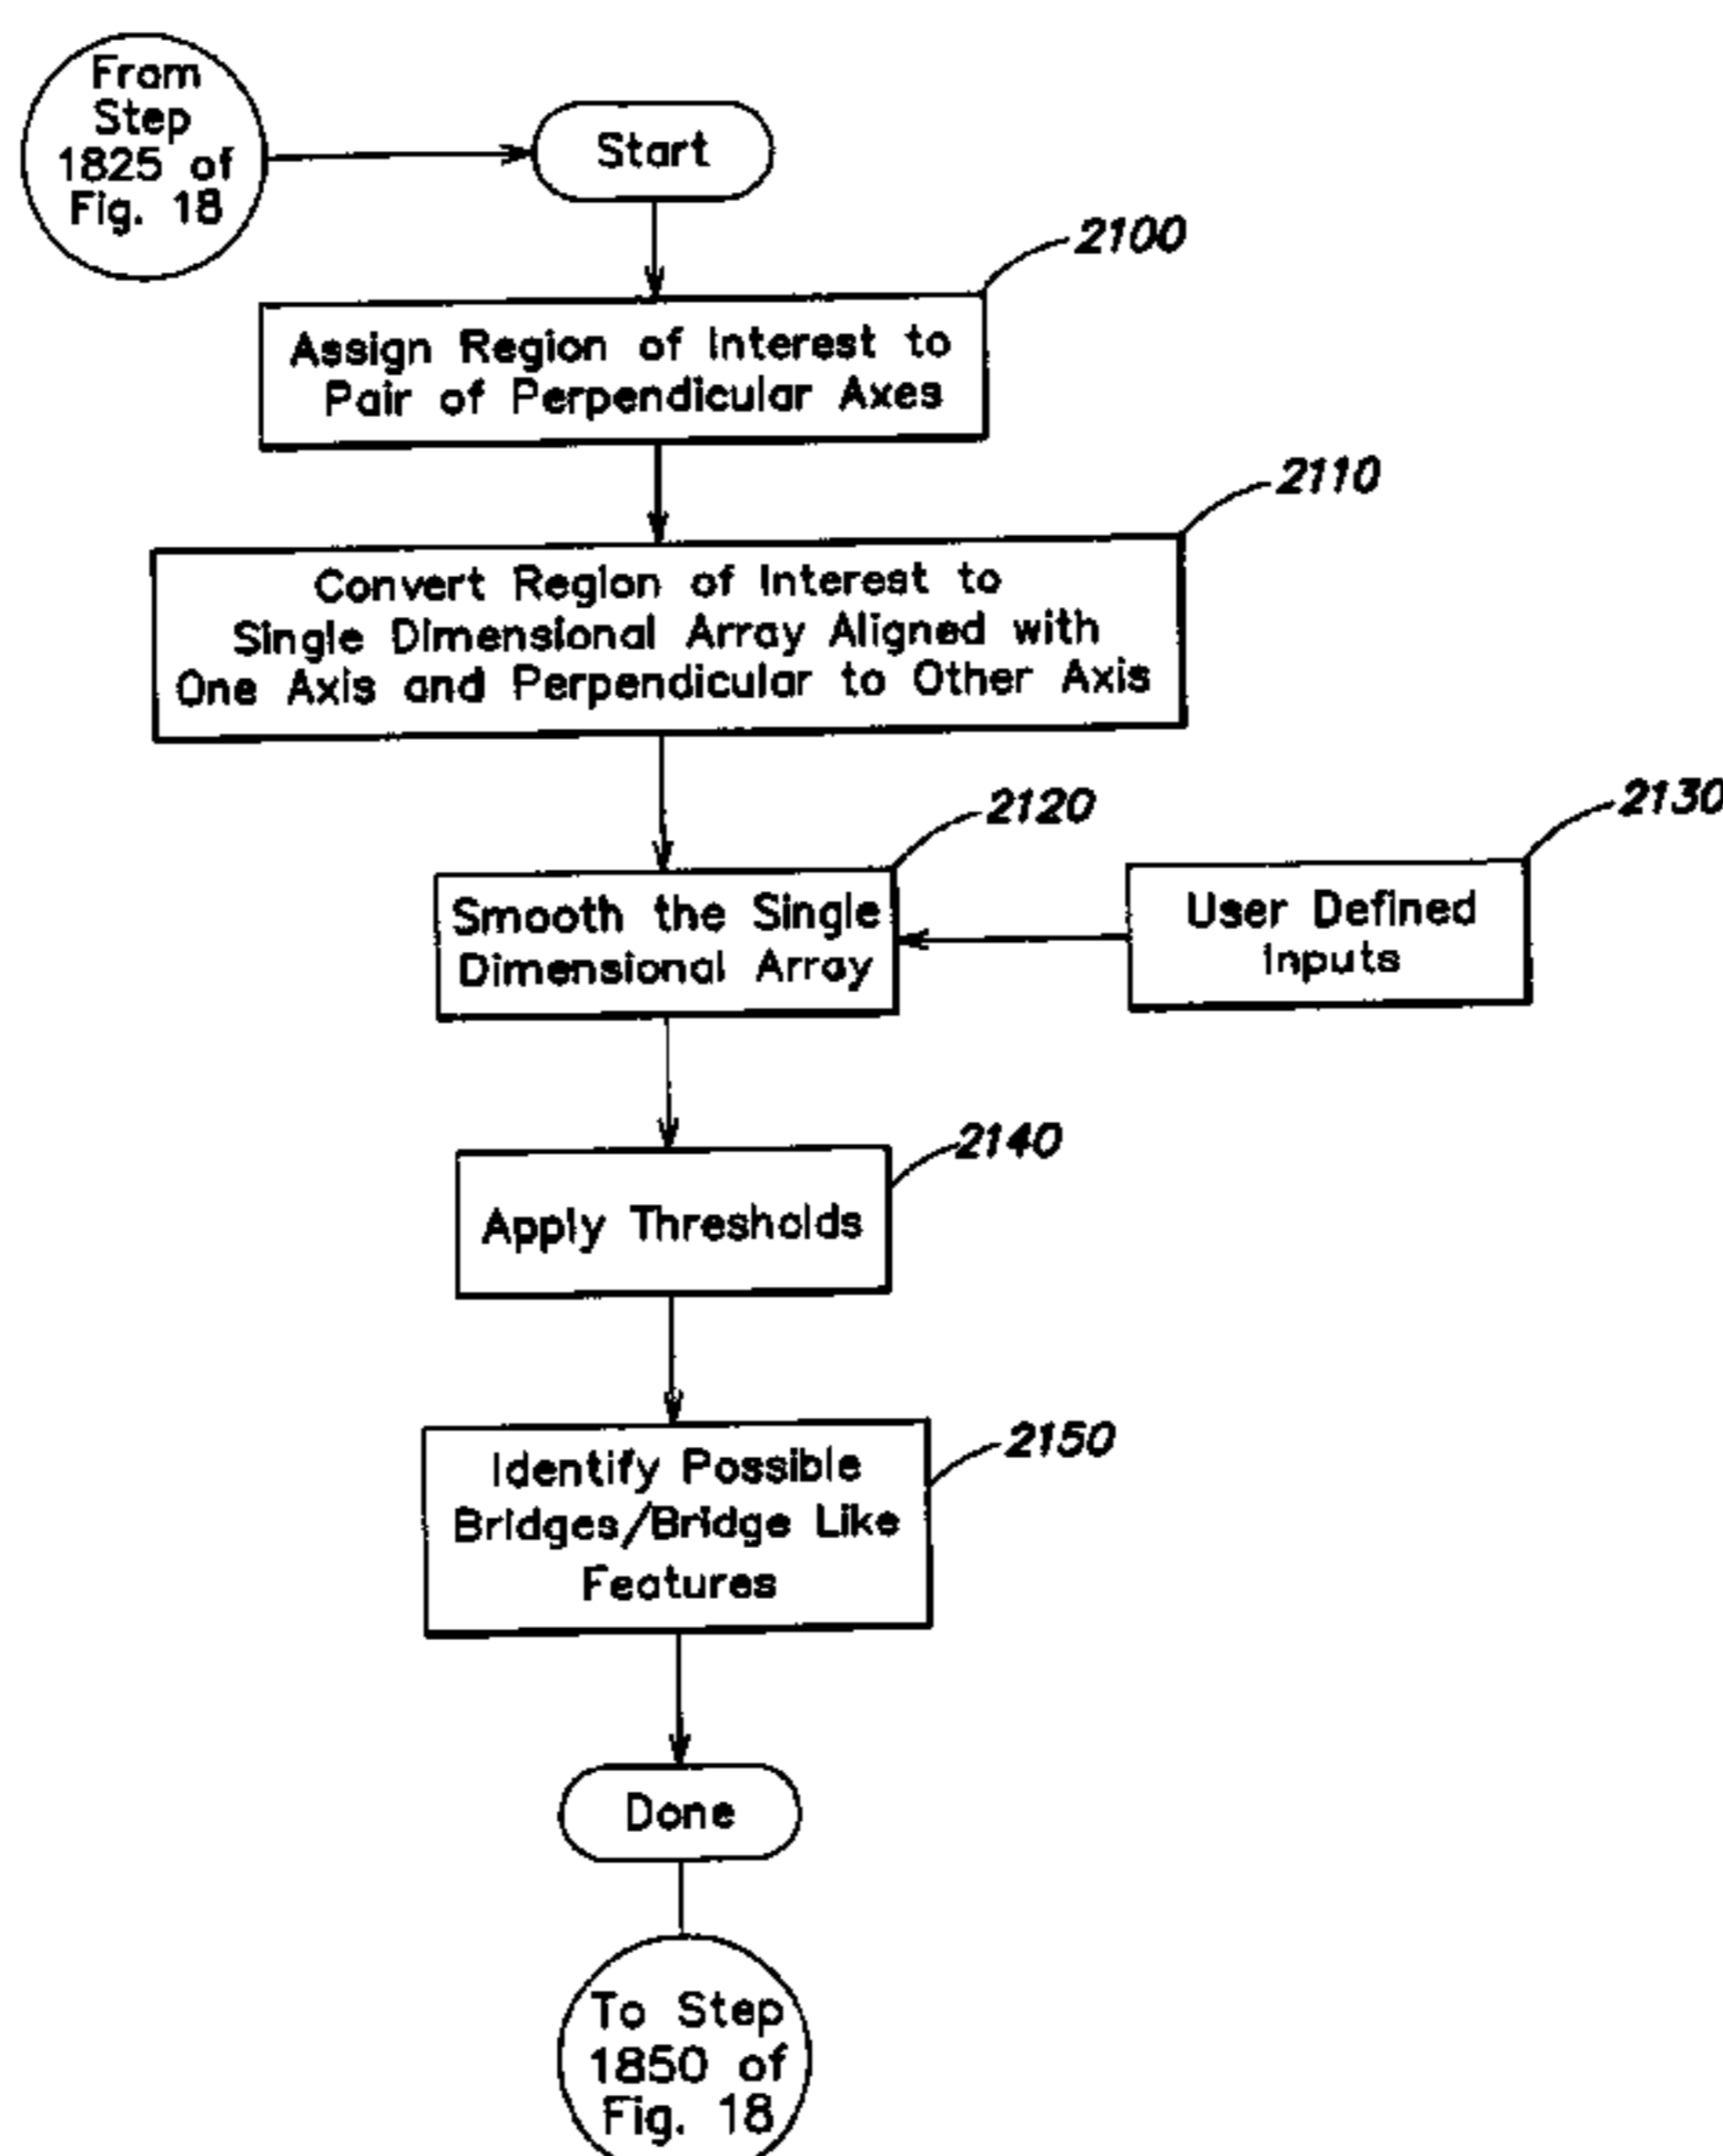 From
Step
1825 of
Fig. 18
Start
2100
Assign Region of Interest to
Pair of Perpendicular Axes
2110
Convert Region of Interest to
Single Dimensional Array Aligned with
One Axis and Perpendicular to Other Axis
2120
Smooth the Single
Dimensional Array
2130
User Defined
Inputs
2140
Apply Thresholds
2150
Identify Possible
Bridges/Bridge Like
Features
Done
To Step
1850 of
Fig. 18